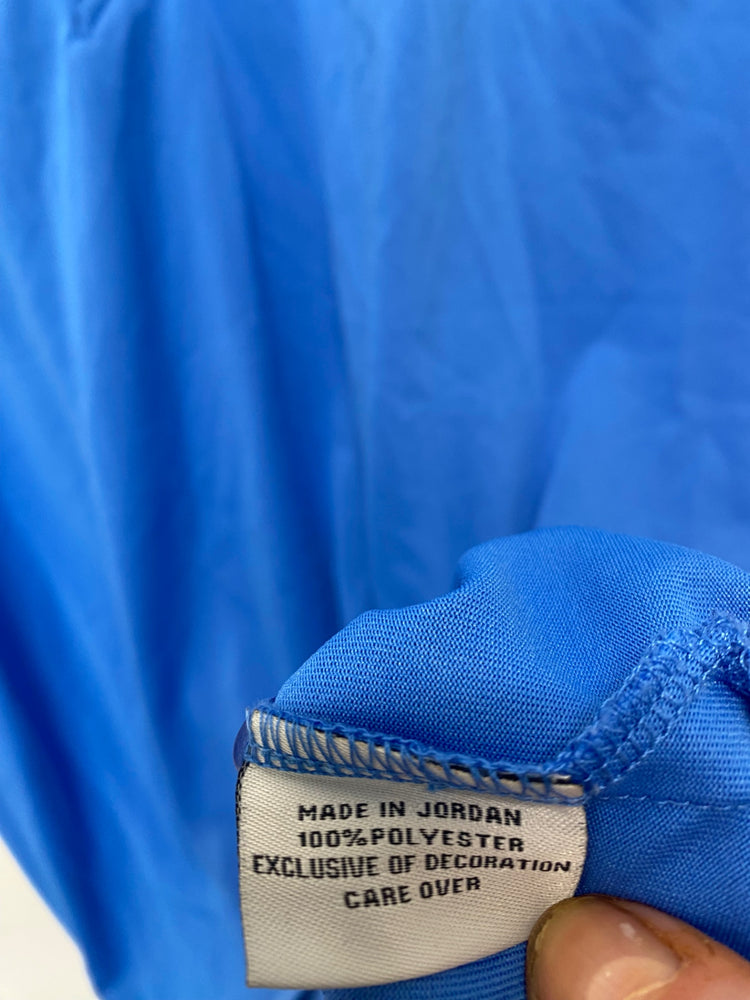 MADE IN JORDAN
100%POLYESTER
EXCLUSIVE OF DECORATION
CARE OVER